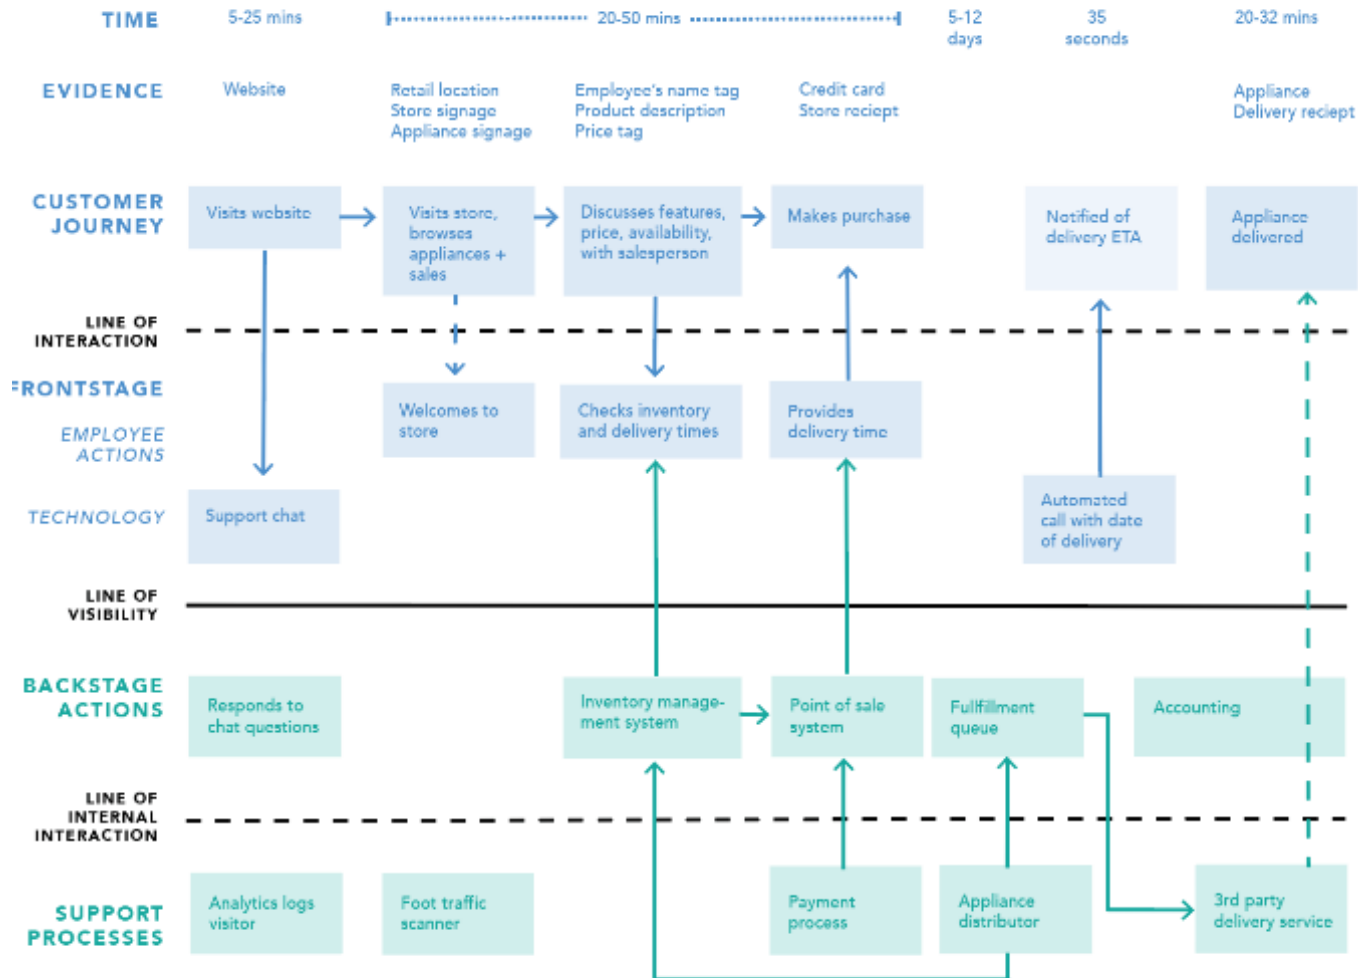 TIME
5-25 mins
20-50 mins
5-12
days
35
seconds
20-32 mins
EVIDENCE
Website
Retail location
Store signage
Appliance signage
Employee's name tag
Product description
Price tag
Credit card
Store reciept
Appliance
Delivery reciept
CUSTOMER
JOURNEY
Visits website
Visits store,
browses
appliances +
sales
Discusses features,
price, availability,
with salesperson
Makes purchase
Notified of
delivery ETA
Appliance
delivered
LINE OF
INTERACTION
FRONTSTAGE
EMPLOYEE
ACTIONS
Welcomes to
store
Checks inventory
and delivery times
Provides
delivery time
TECHNOLOGY
Support chat
Automated
call with date
of delivery
LINE OF
VISIBILITY
BACKSTAGE
ACTIONS
Responds to
chat questions
Inventory manage-
ment system
Point of sale
system
Fullfillment
queue
Accounting
LINE OF
INTERNAL
INTERACTION
SUPPORT
PROCESSES
Analytics logs
visitor
Foot traffic
scanner
Payment
process
Appliance
distributor
3rd party
delivery service